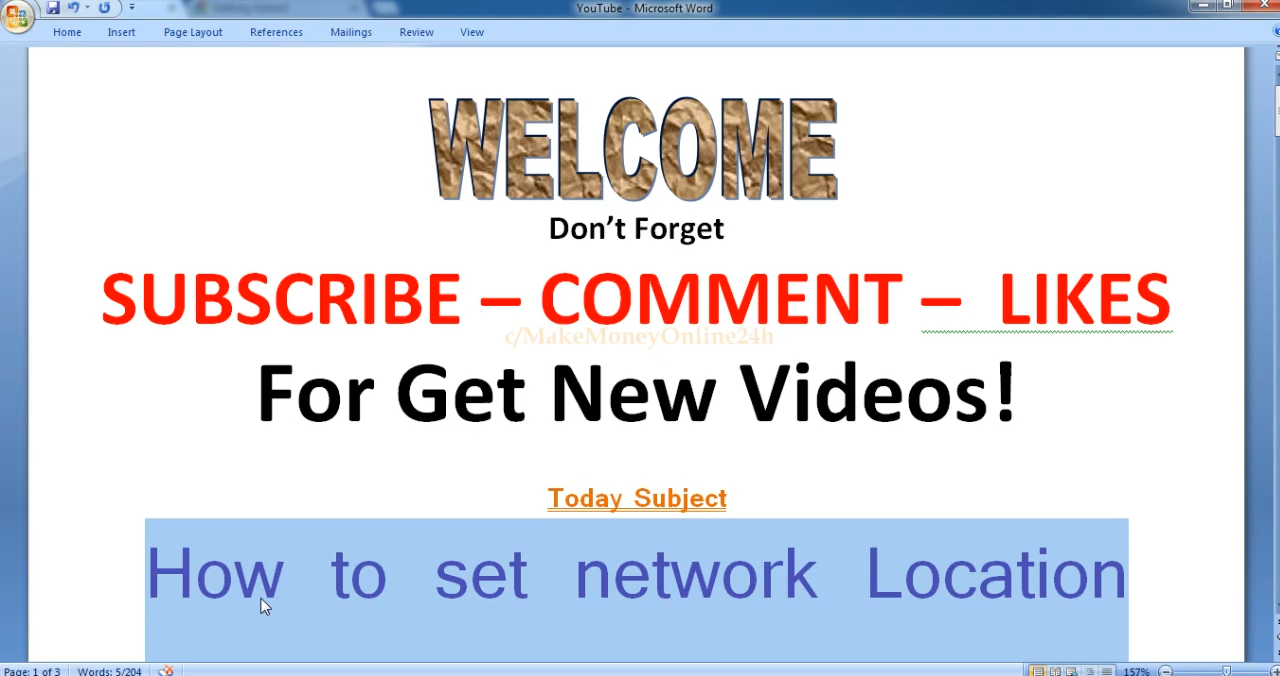 YouTube - Microsoft Word
Home Insert Page Layout References Mailings Review View
WELCOME
Don't Forget
SUBSCRIBE – COMMENT – LIKES
c/MakeMoneyOnline24h
For Get New Videos!
Today Subject
How to set network Location
Page: 1 of 3 Words: 5/204 157%